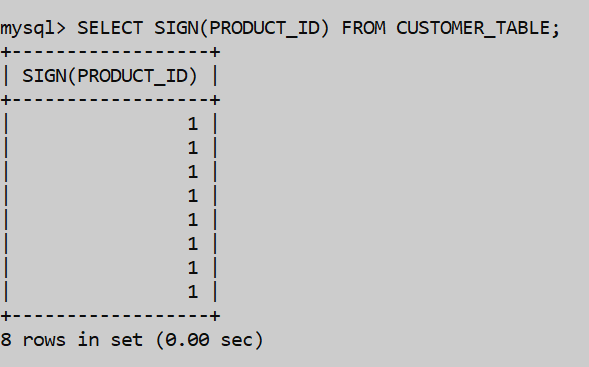 mysql> SELECT SIGN(PRODUCT_ID) FROM CUSTOMER_TABLE;
+------------------+
| SIGN(PRODUCT_ID) |
+------------------+
|                1 |
|                1 |
|                1 |
|                1 |
|                1 |
|                1 |
|                1 |
|                1 |
+------------------+
8 rows in set (0.00 sec)